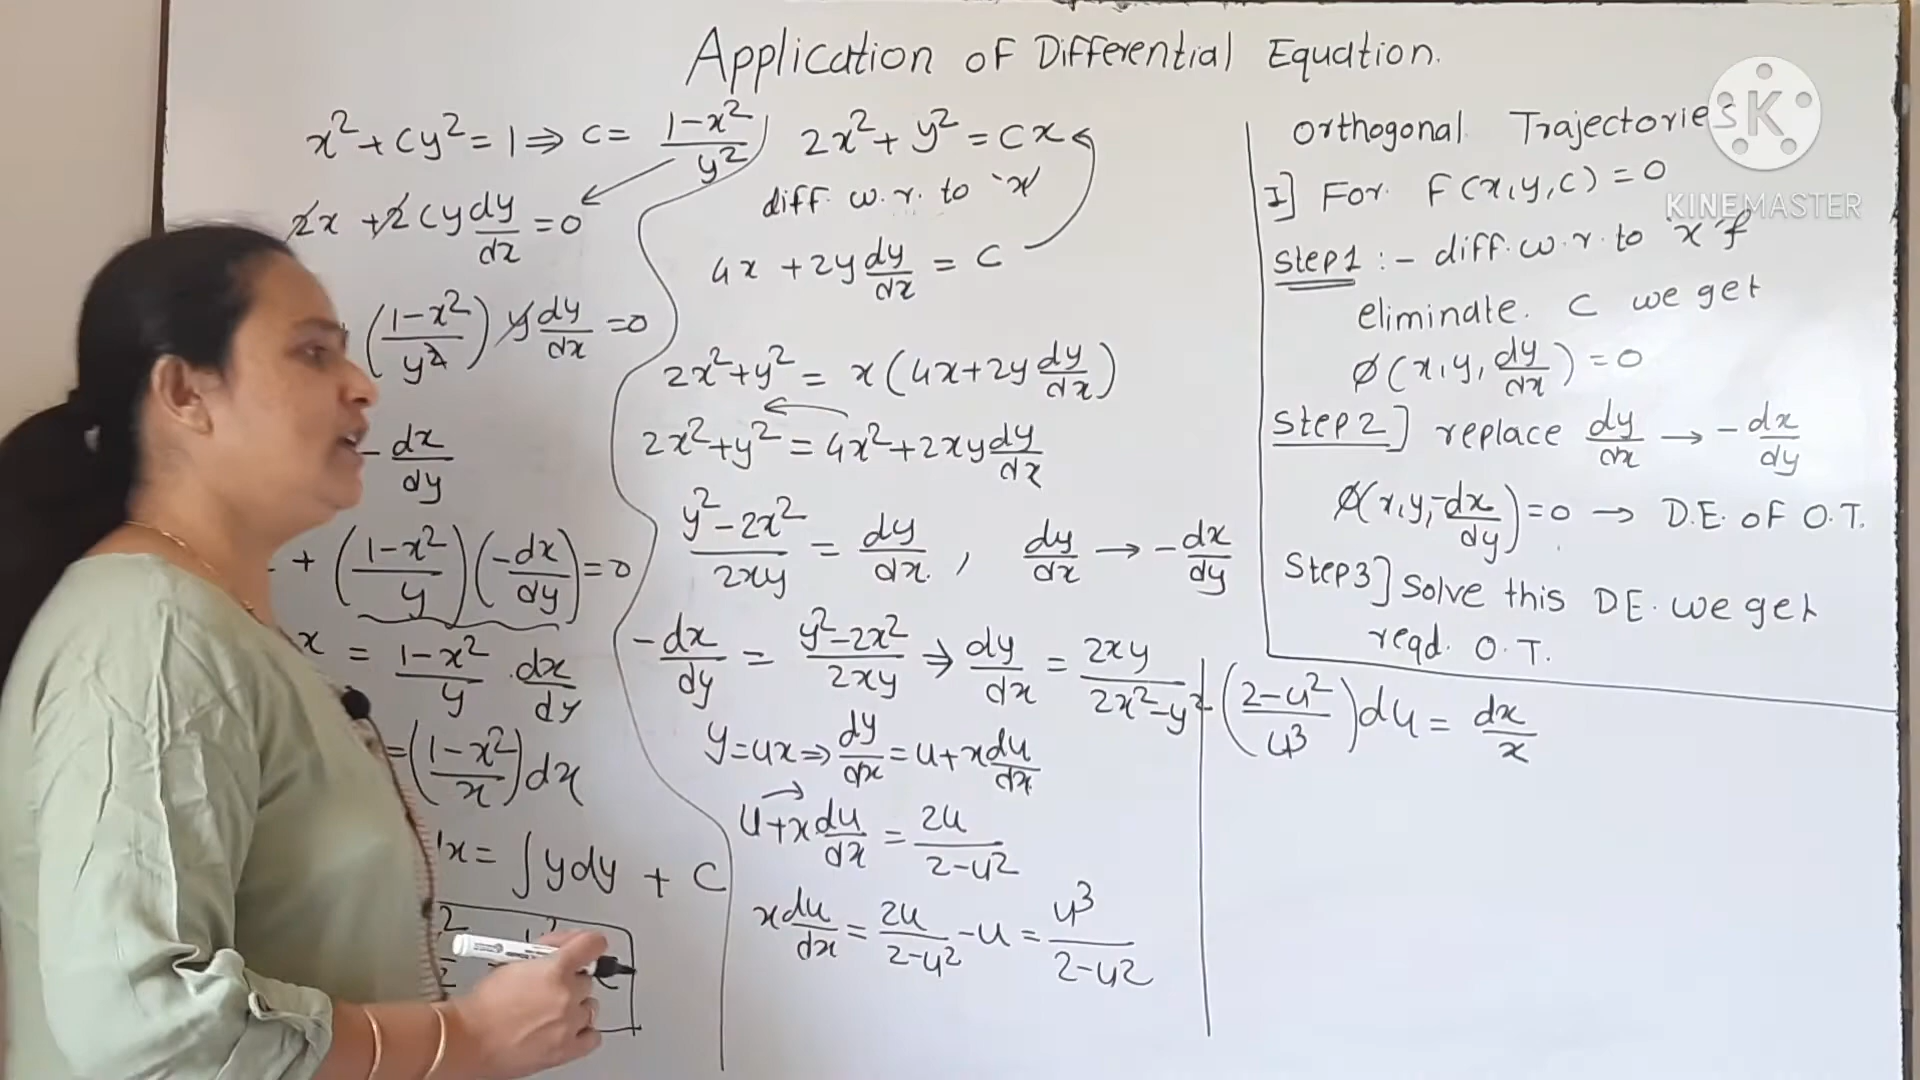 Application of Differential Equation.
x² + cy² = 1 ⇒ c = (1-x²)/y²
2x + 2cy dy/dx = 0
((1-x²)/y²) y dy/dx = 0
- dx/dy
+ ((1-x²)/y)(-dx/dy) = 0
x = (1-x²)/y . dx/dy
= ((1-x²)/x) dx
= ∫ y dy + C
2x² + y² = cx
diff. w.r. to 'x'
4x + 2y dy/dx = c
2x² + y² = x(4x + 2y dy/dx)
2x² + y² = 4x² + 2xy dy/dx
(y² - 2x²)/2xy = dy/dx , dy/dx → - dx/dy
- dx/dy = (y² - 2x²)/2xy ⇒ dy/dx = 2xy/(2x² - y²)
y = ux ⇒ dy/dx = u + x du/dx
u + x du/dx = 2u/(2-u²)
x du/dx = 2u/(2-u²) - u = u³/(2-u²)
Orthogonal Trajectories
I] For F(x,y,c) = 0
Step1 :- diff. w.r. to 'x' &
eliminate. c we get
φ(x,y, dy/dx) = 0
Step 2] replace dy/dx → - dx/dy
φ(x,y, -dx/dy) = 0 → D.E. of O.T.
Step3] Solve this DE. we get
reqd. O.T.
((2-u²)/u³) du = dx/x
K
KINEMASTER